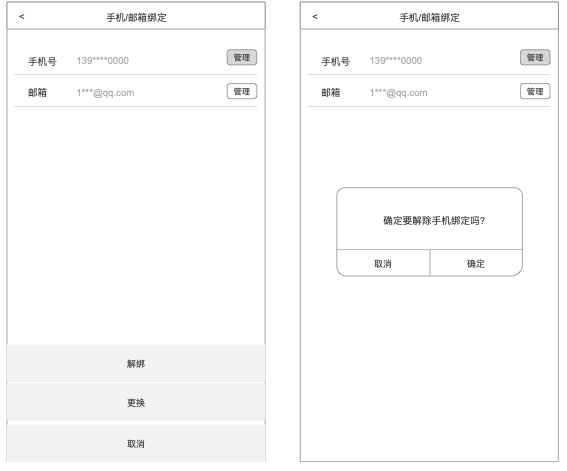 < 手机/邮箱绑定
手机号 139****0000 管理
邮箱 1***@qq.com 管理
解绑
更换
取消
< 手机/邮箱绑定
手机号 139****0000 管理
邮箱 1***@qq.com 管理
确定要解除手机绑定吗?
取消 确定